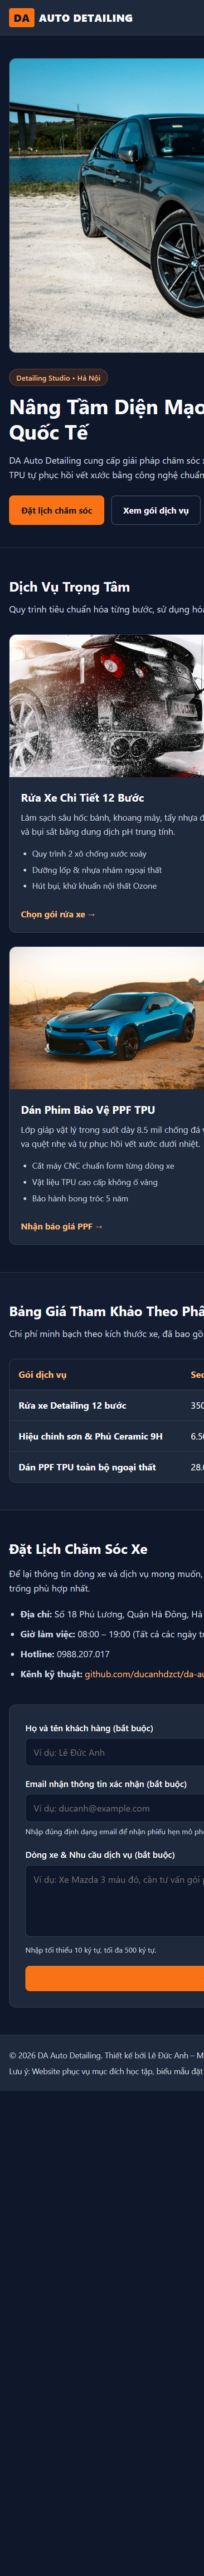 DA AUTO DETAILING
Detailing Studio • Hà Nội
Nâng Tầm Diện Mạo
Quốc Tế
DA Auto Detailing cung cấp giải pháp chăm sóc
TPU tự phục hồi vết xước bằng công nghệ chuẩn
Đặt lịch chăm sóc
Xem gói dịch vụ
Dịch Vụ Trọng Tâm
Quy trình tiêu chuẩn hóa từng bước, sử dụng hóa
Rửa Xe Chi Tiết 12 Bước
Làm sạch sâu hốc bánh, khoang máy, tẩy nhựa
và bụi sắt bằng dung dịch pH trung tính.
Quy trình 2 xô chống xước xoáy
Dưỡng lốp & nhựa nhám ngoại thất
Hút bụi, khử khuẩn nội thất Ozone
Chọn gói rửa xe →
Dán Phim Bảo Vệ PPF TPU
Lớp giáp vật lý trong suốt dày 8.5 mil chống đá
va quệt nhẹ và tự phục hồi vết xước dưới nhiệt.
Cắt máy CNC chuẩn form từng dòng xe
Vật liệu TPU cao cấp không ố vàng
Bảo hành bong tróc 5 năm
Nhận báo giá PPF →
Bảng Giá Tham Khảo Theo
Chi phí minh bạch theo kích thước xe, đã bao
Gói dịch vụ
Rửa xe Detailing 12 bước
Hiệu chỉnh sơn & Phủ Ceramic 9H
Dán PPF TPU toàn bộ ngoại thất
Đặt Lịch Chăm Sóc Xe
Để lại thông tin dòng xe và dịch vụ mong muốn,
trống phù hợp nhất.
Địa chỉ: Số 18 Phú Lương, Quận Hà Đông, Hà
Giờ làm việc: 08:00 – 19:00 (Tất cả các ngày
Hotline: 0988.207.017
Kênh kỹ thuật: github.com/ducanhdzct/da-au
Họ và tên khách hàng (bắt buộc)
Ví dụ: Lê Đức Anh
Email nhận thông tin xác nhận (bắt buộc)
Ví dụ: ducanh@example.com
Nhập đúng định dạng email để nhận phiếu hẹn mô
Dòng xe & Nhu cầu dịch vụ (bắt buộc)
Ví dụ: Xe Mazda 3 màu đỏ, cần tư vấn gói
Nhập tối thiểu 10 ký tự, tối đa 500 ký tự.
© 2026 DA Auto Detailing. Thiết kế bởi Lê Đức Anh –
Lưu ý: Website phục vụ mục đích học tập, biểu mẫu đặt